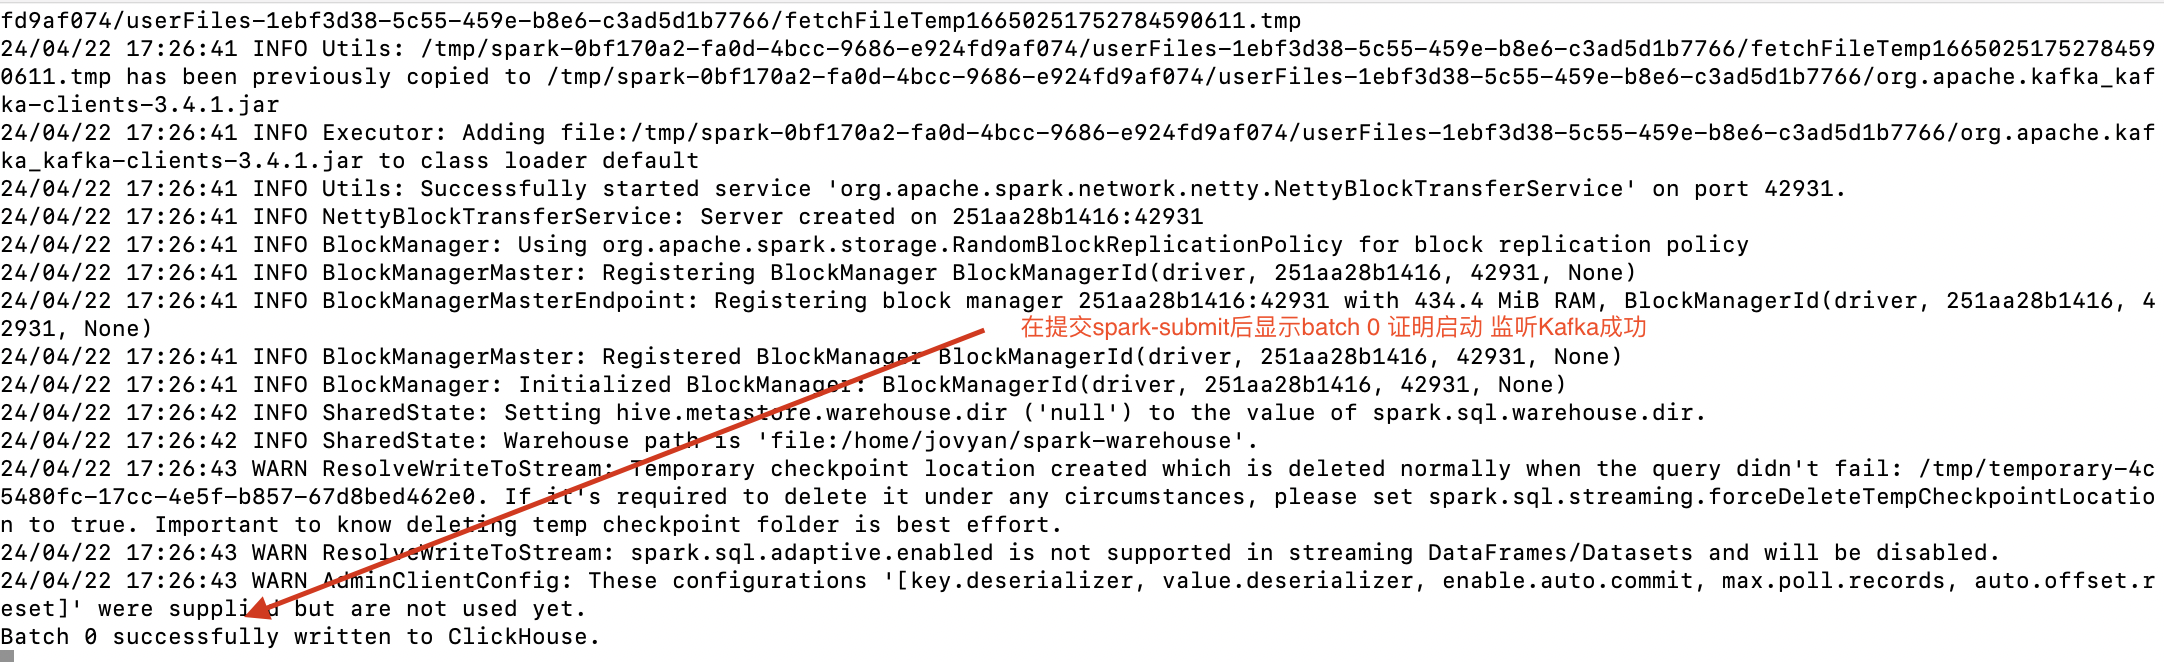 fd9af074/userFiles-1ebf3d38-5c55-459e-b8e6-c3ad5d1b7766/fetchFileTemp16650251752784590611.tmp
24/04/22 17:26:41 INFO Utils: /tmp/spark-0bf170a2-fa0d-4bcc-9686-e924fd9af074/userFiles-1ebf3d38-5c55-459e-b8e6-c3ad5d1b7766/fetchFileTemp1665025175278459
0611.tmp has been previously copied to /tmp/spark-0bf170a2-fa0d-4bcc-9686-e924fd9af074/userFiles-1ebf3d38-5c55-459e-b8e6-c3ad5d1b7766/org.apache.kafka_kaf
ka-clients-3.4.1.jar
24/04/22 17:26:41 INFO Executor: Adding file:/tmp/spark-0bf170a2-fa0d-4bcc-9686-e924fd9af074/userFiles-1ebf3d38-5c55-459e-b8e6-c3ad5d1b7766/org.apache.kaf
ka_kafka-clients-3.4.1.jar to class loader default
24/04/22 17:26:41 INFO Utils: Successfully started service 'org.apache.spark.network.netty.NettyBlockTransferService' on port 42931.
24/04/22 17:26:41 INFO NettyBlockTransferService: Server created on 251aa28b1416:42931
24/04/22 17:26:41 INFO BlockManager: Using org.apache.spark.storage.RandomBlockReplicationPolicy for block replication policy
24/04/22 17:26:41 INFO BlockManagerMaster: Registering BlockManager BlockManagerId(driver, 251aa28b1416, 42931, None)
24/04/22 17:26:41 INFO BlockManagerMasterEndpoint: Registering block manager 251aa28b1416:42931 with 434.4 MiB RAM, BlockManagerId(driver, 251aa28b1416, 4
2931, None)
在提交spark-submit后显示batch 0 证明启动 监听Kafka成功
24/04/22 17:26:41 INFO BlockManagerMaster: Registered BlockManager BlockManagerId(driver, 251aa28b1416, 42931, None)
24/04/22 17:26:41 INFO BlockManager: Initialized BlockManager: BlockManagerId(driver, 251aa28b1416, 42931, None)
24/04/22 17:26:42 INFO SharedState: Setting hive.metastore.warehouse.dir ('null') to the value of spark.sql.warehouse.dir.
24/04/22 17:26:42 INFO SharedState: Warehouse path is 'file:/home/jovyan/spark-warehouse'.
24/04/22 17:26:43 WARN ResolveWriteToStream: Temporary checkpoint location created which is deleted normally when the query didn't fail: /tmp/temporary-4c
5480fc-17cc-4e5f-b857-67d8bed462e0. If it's required to delete it under any circumstances, please set spark.sql.streaming.forceDeleteTempCheckpointLocatio
n to true. Important to know deleting temp checkpoint folder is best effort.
24/04/22 17:26:43 WARN ResolveWriteToStream: spark.sql.adaptive.enabled is not supported in streaming DataFrames/Datasets and will be disabled.
24/04/22 17:26:43 WARN AdminClientConfig: These configurations '[key.deserializer, value.deserializer, enable.auto.commit, max.poll.records, auto.offset.r
eset]' were supplied but are not used yet.
Batch 0 successfully written to ClickHouse.